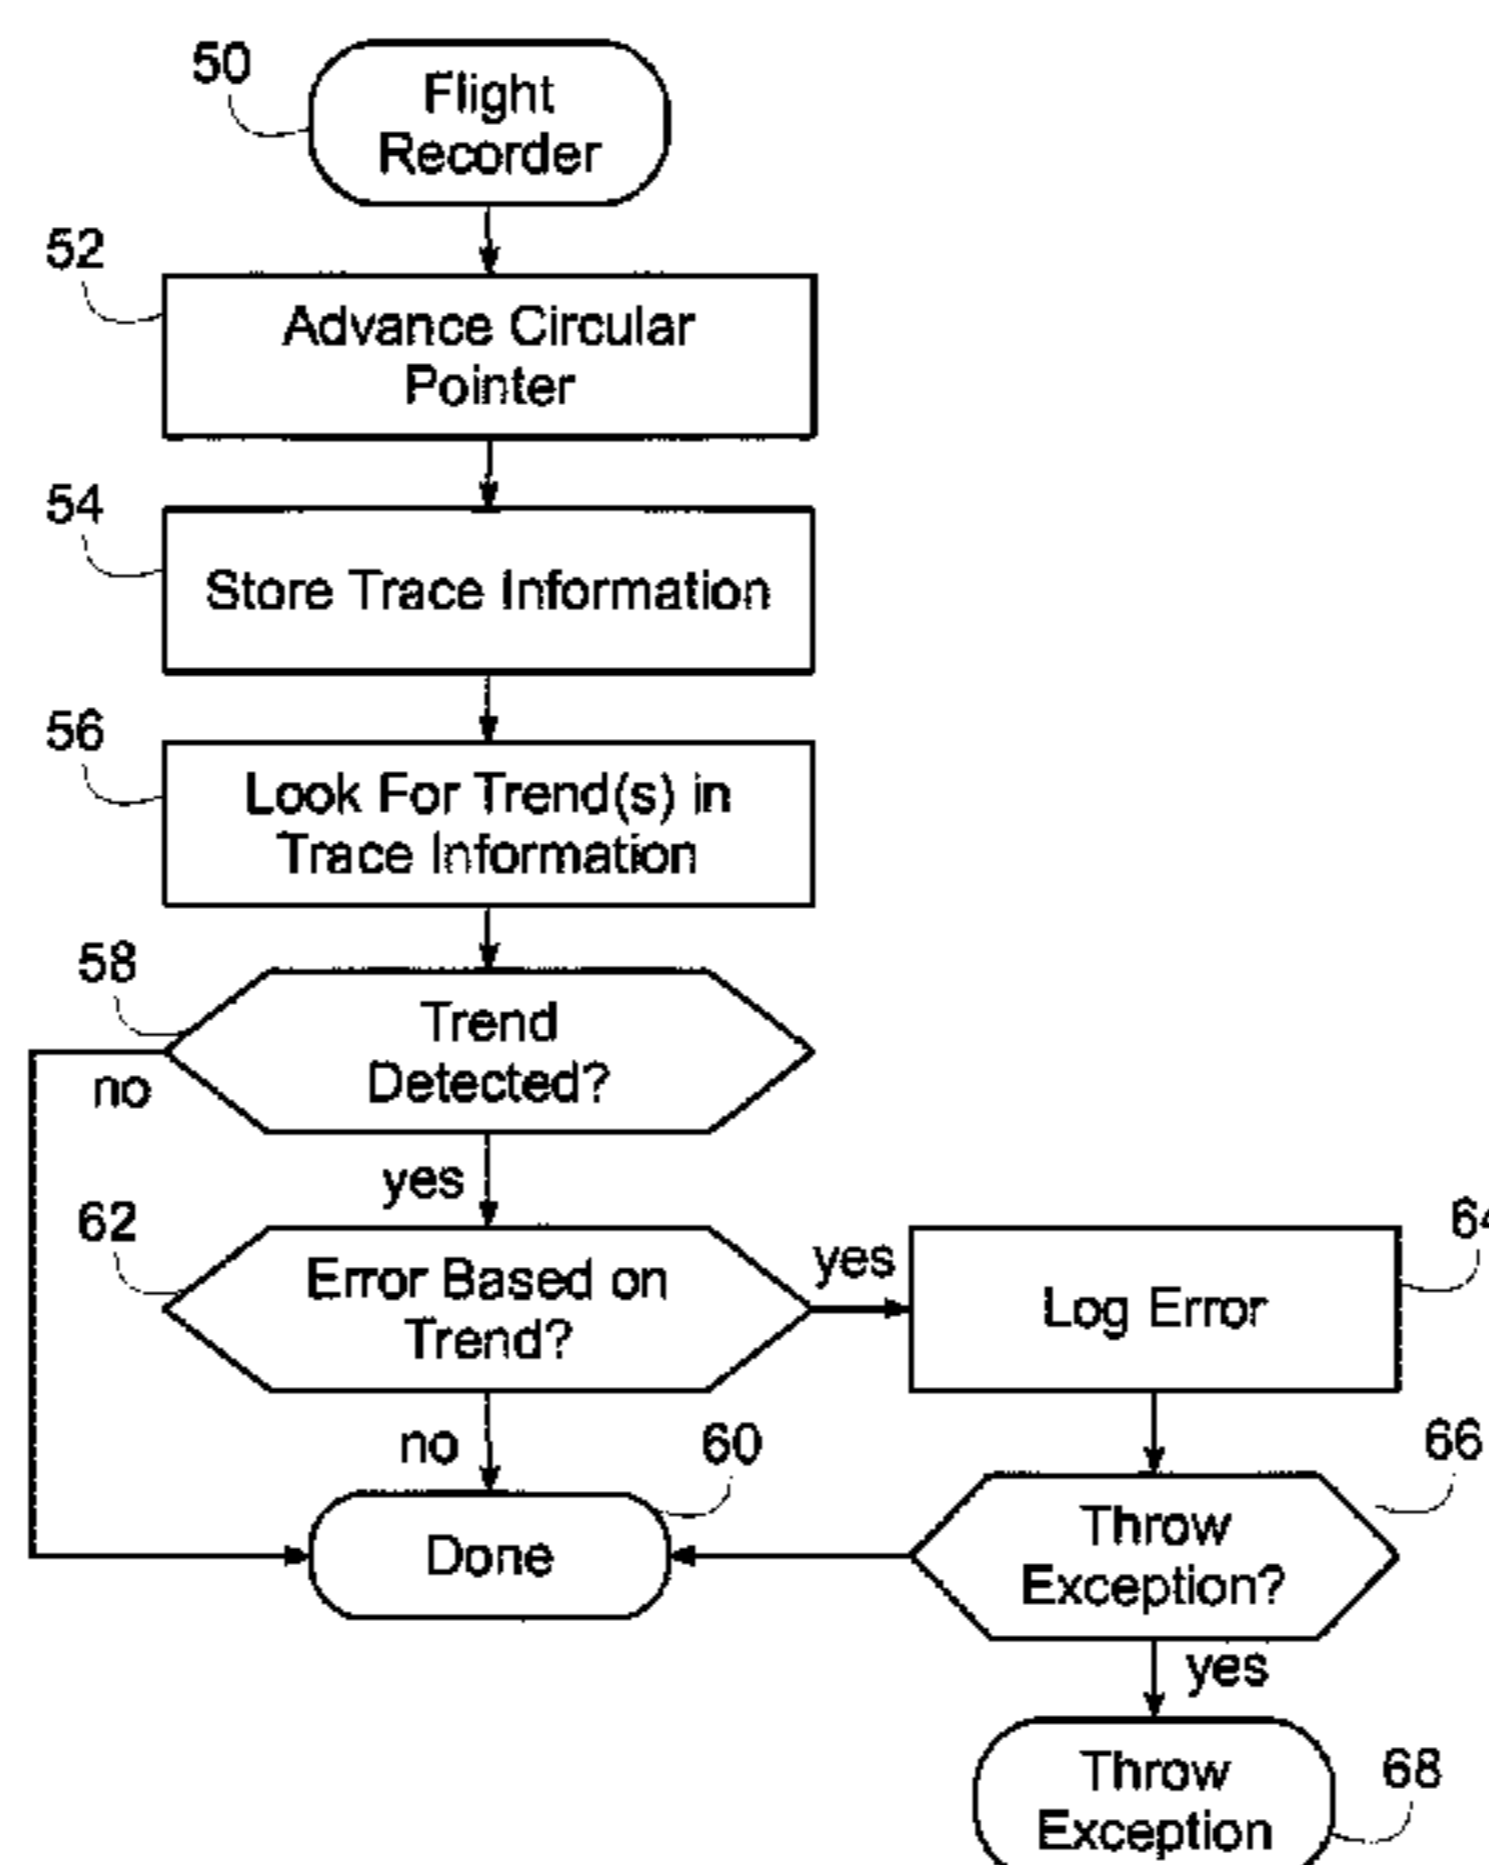 50
Flight
Recorder
52
Advance Circular
Pointer
54
Store Trace Information
56
Look For Trend(s) in
Trace Information
58
Trend
Detected?
no
yes
62
Error Based on
Trend?
yes
Log Error
64
no
60
Done
66
Throw
Exception?
yes
Throw
Exception
68